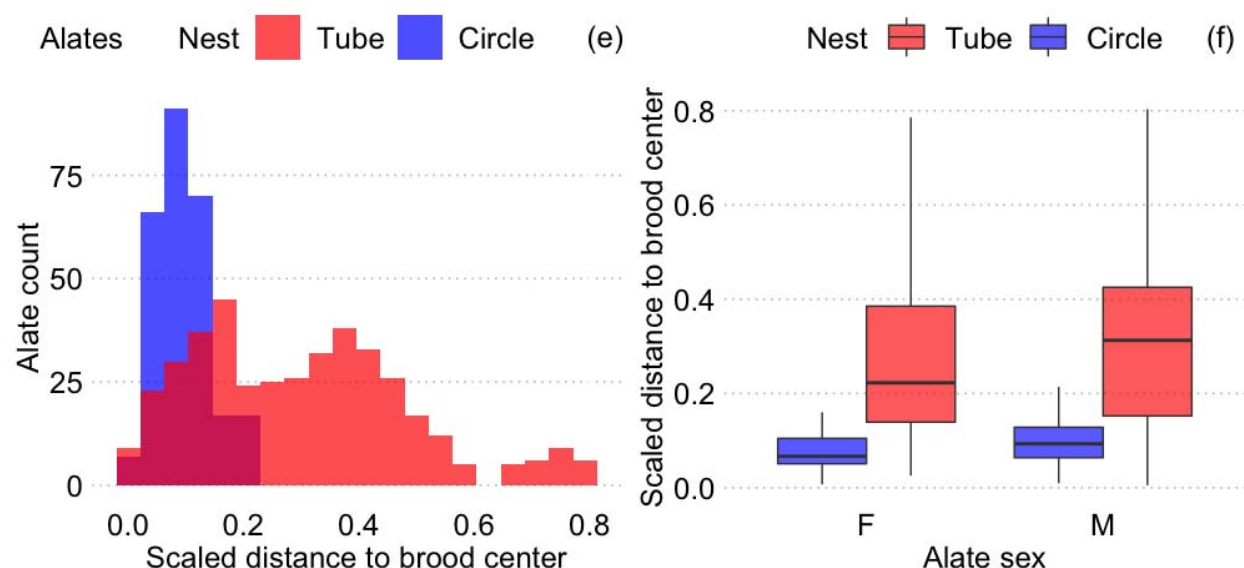 Alates Nest Tube Circle (e)
Alate count
75
50
25
0
0.0 0.2 0.4 0.6 0.8
Scaled distance to brood center
Nest Tube Circle (f)
Scaled distance to brood center
0.8
0.6
0.4
0.2
0.0
F M
Alate sex